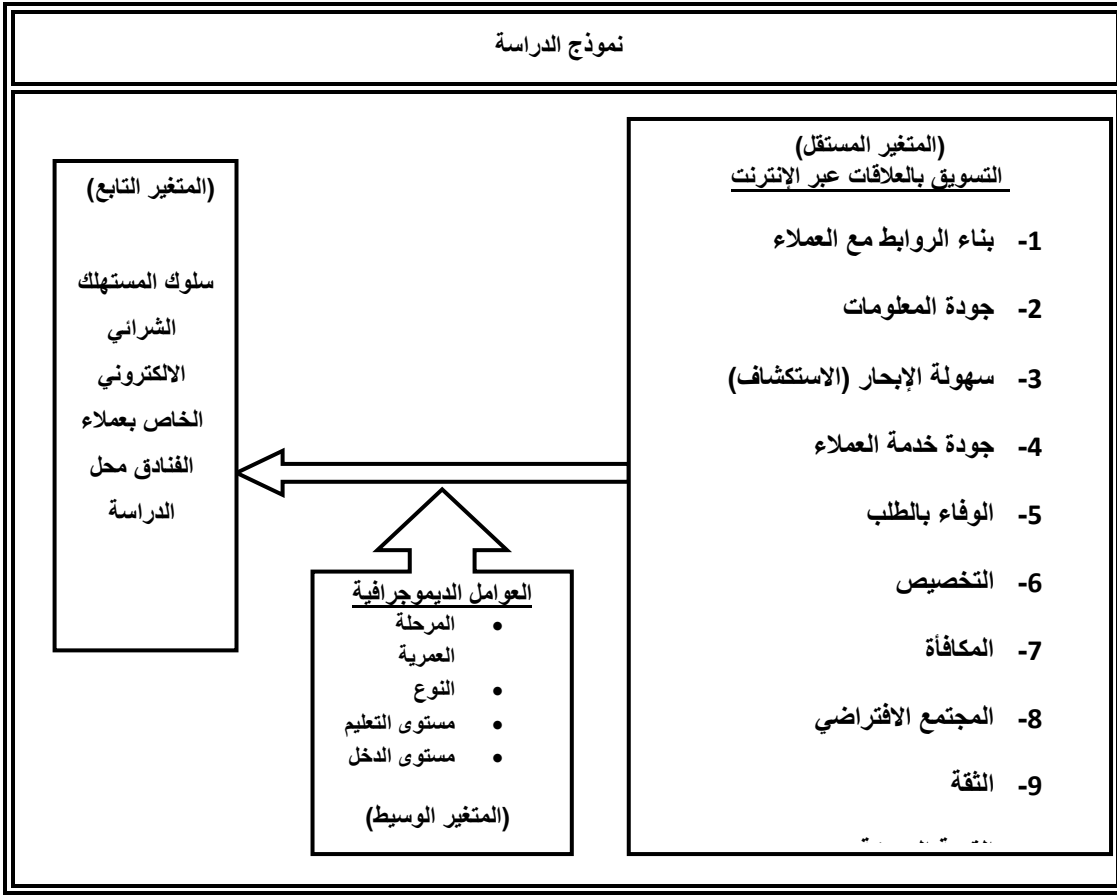 نموذج الدراسة
(المتغير المستقل)
التسويق بالعلاقات عبر الإنترنت
1- بناء الروابط مع العملاء
2- جودة المعلومات
3- سهولة الإبحار (الاستكشاف)
4- جودة خدمة العملاء
5- الوفاء بالطلب
6- التخصيص
7- المكافأة
8- المجتمع الافتراضي
9- الثقة
(المتغير التابع)
سلوك المستهلك
الشرائي
الالكتروني
الخاص بعملاء
الفنادق محل
الدراسة
العوامل الديموجرافية
• المرحلة
العمرية
• النوع
• مستوى التعليم
• مستوى الدخل
(المتغير الوسيط)